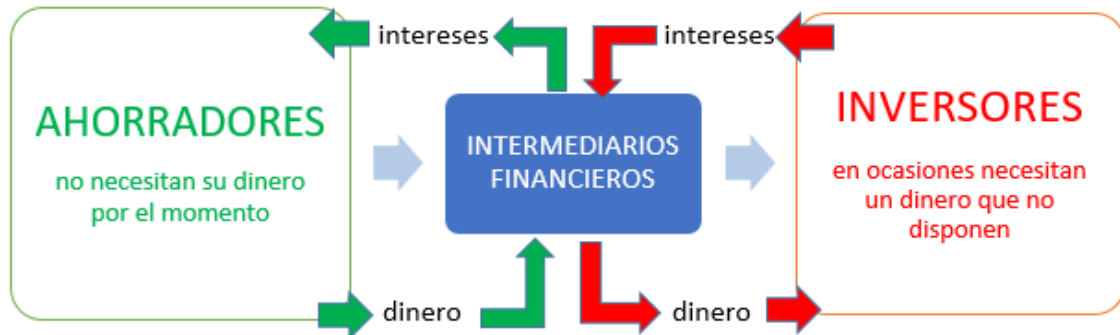 intereses
intereses
AHORRADORES
no necesitan su dinero
por el momento
INTERMEDIARIOS
FINANCIEROS
INVERSORES
en ocasiones necesitan
un dinero que no
disponen
dinero
dinero